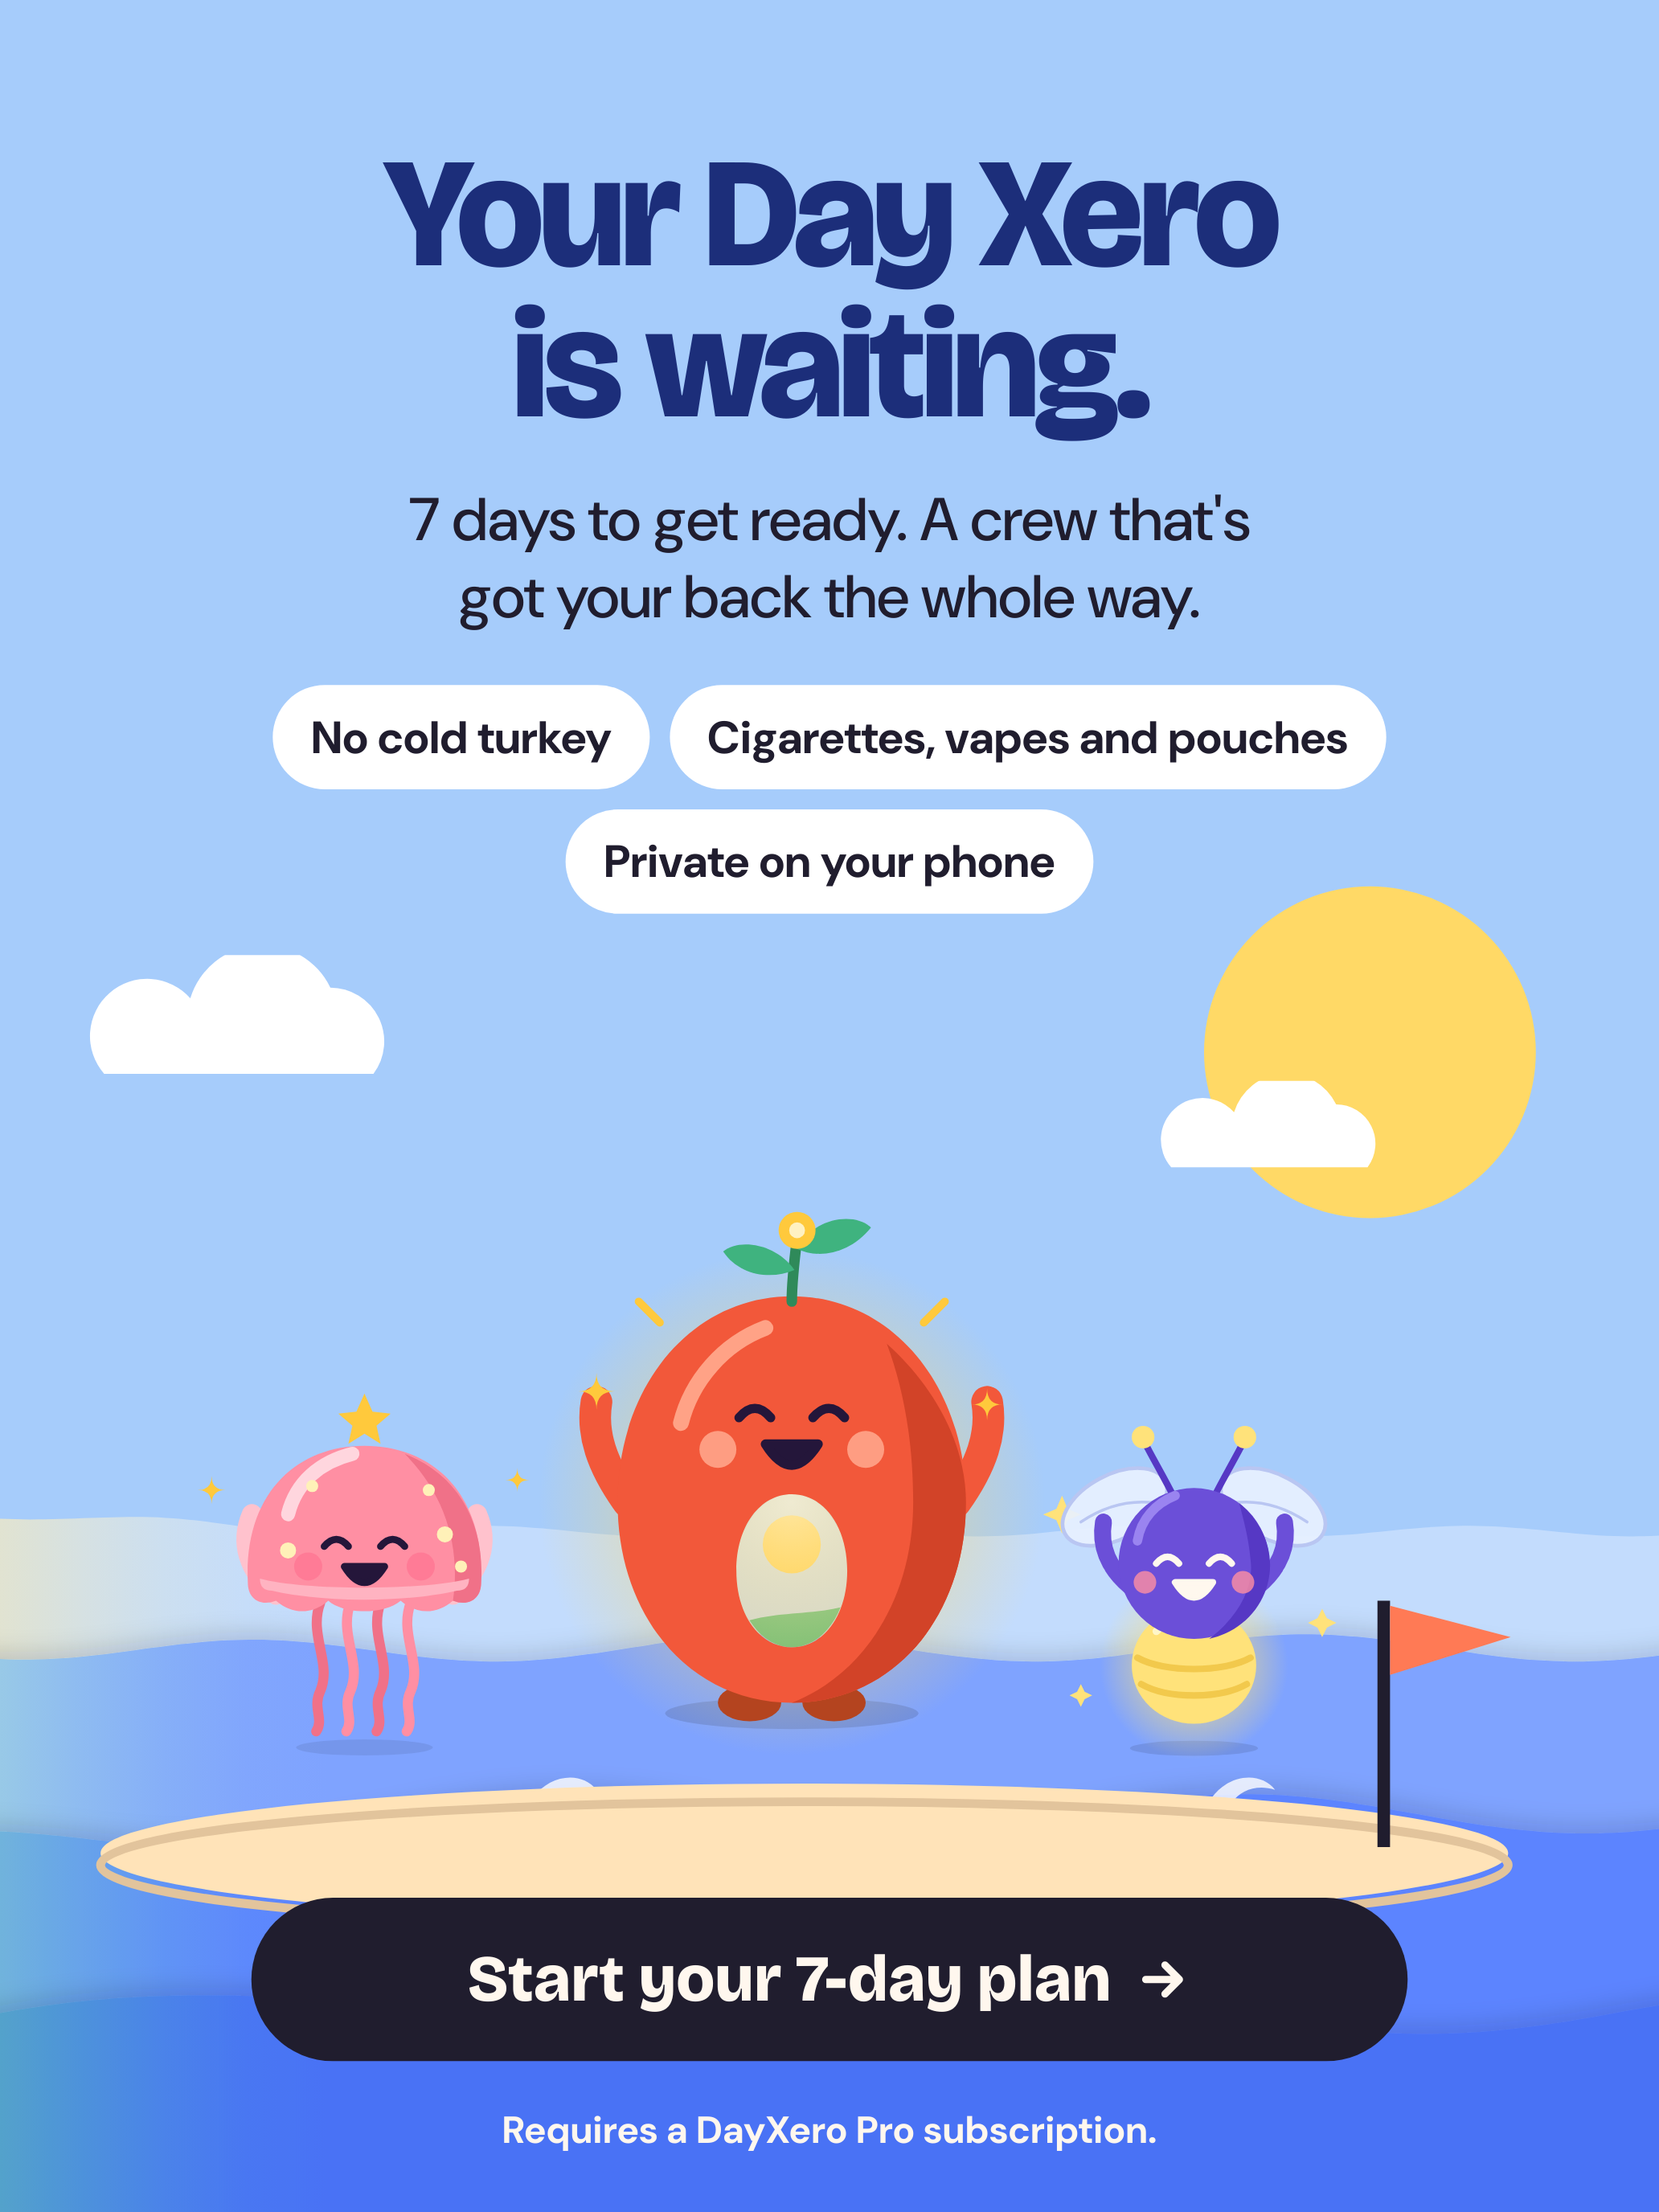 Your Day Xero
is waiting.
7 days to get ready. A crew that's
got your back the whole way.
No cold turkey
Cigarettes, vapes and pouches
Private on your phone
Start your 7-day plan →
Requires a DayXero Pro subscription.